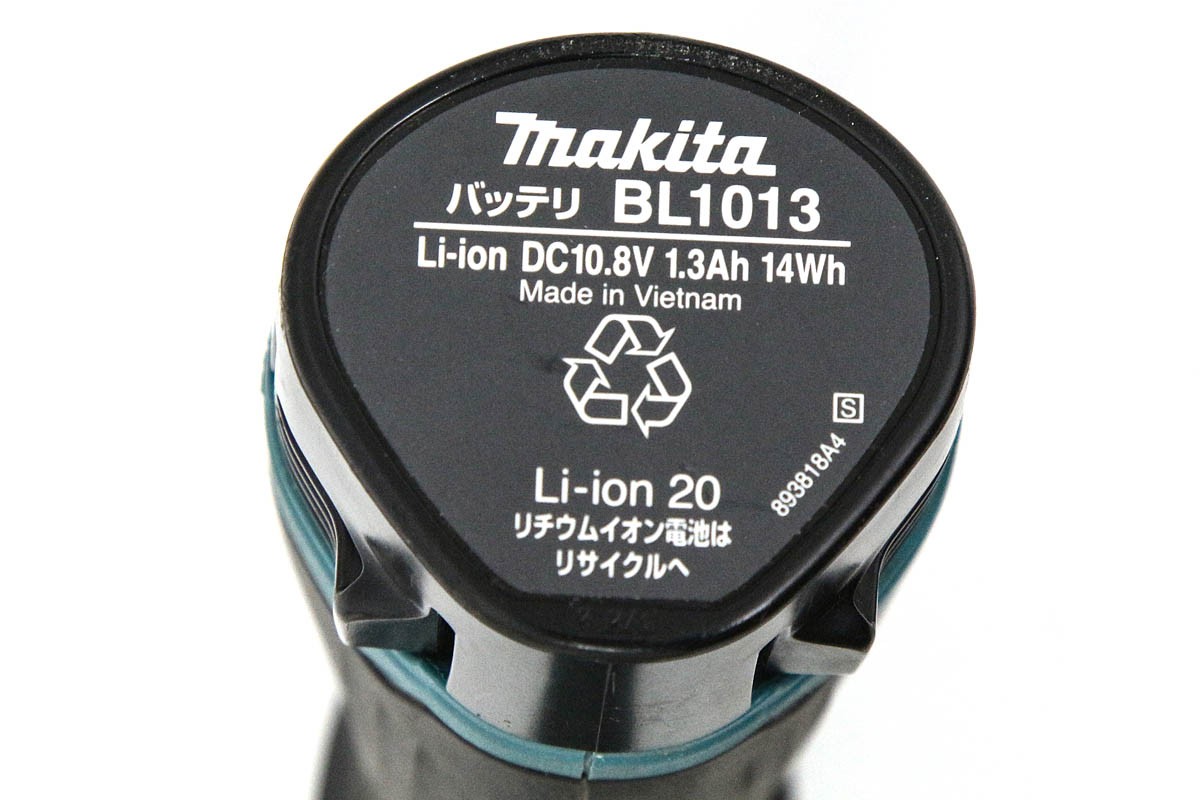 makita
バッテリ BL1013
Li-ion DC10.8V 1.3Ah 14Wh
Made in Vietnam
S
893818A4
Li-ion 20
リチウムイオン電池は
リサイクルへ